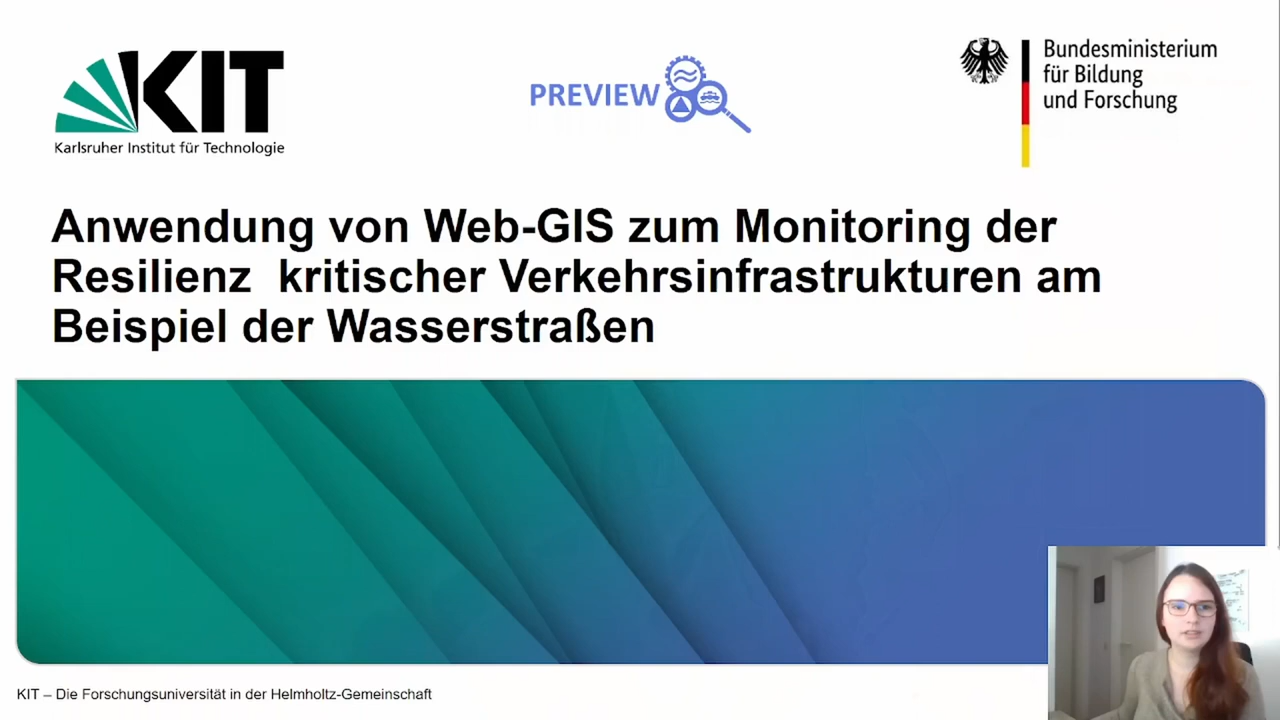 KIT
Karlsruher Institut für Technologie
PREVIEW
Bundesministerium
für Bildung
und Forschung
Anwendung von Web-GIS zum Monitoring der
Resilienz kritischer Verkehrsinfrastrukturen am
Beispiel der Wasserstraßen
KIT – Die Forschungsuniversität in der Helmholtz-Gemeinschaft